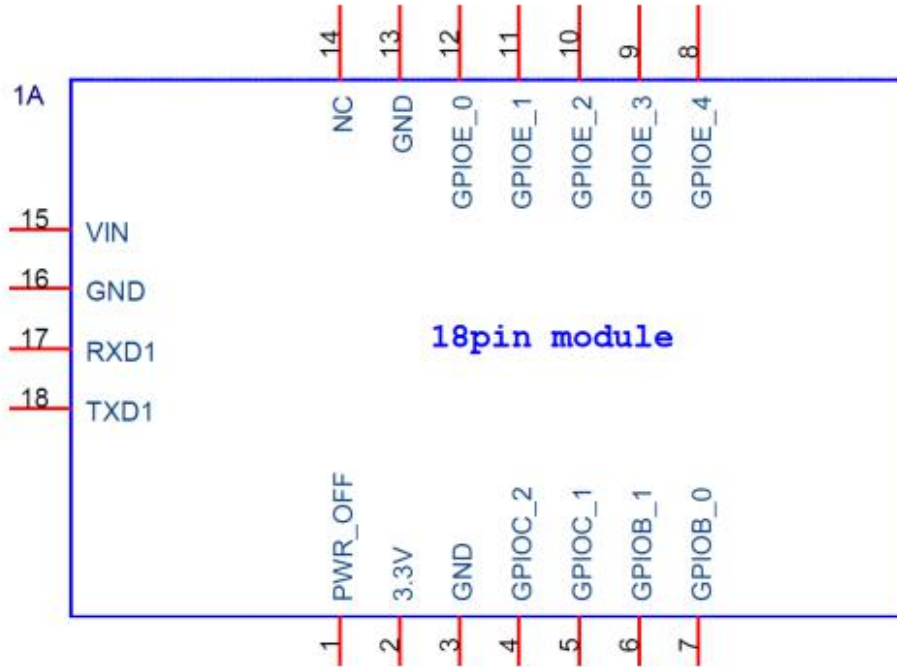 14 13 12 11 10 9 8
1A
NC GND GPIOE_0 GPIOE_1 GPIOE_2 GPIOE_3 GPIOE_4
15 VIN
16 GND
17 RXD1
18 TXD1
18pin module
PWR_OFF 3.3V GND GPIOC_2 GPIOC_1 GPIOB_1 GPIOB_0
1 2 3 4 5 6 7